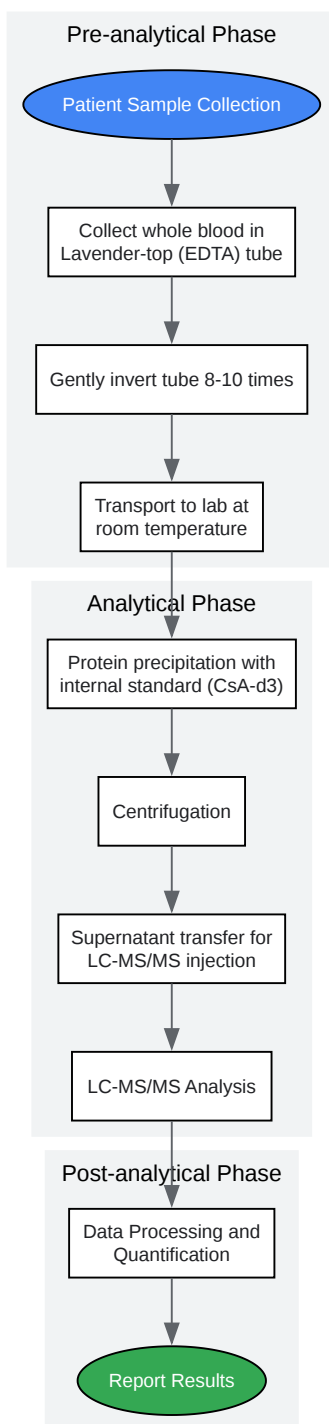 Pre-analytical Phase
Patient Sample Collection
Collect whole blood in
Lavender-top (EDTA) tube
Gently invert tube 8-10 times
Transport to lab at
room temperature
Analytical Phase
Protein precipitation with
internal standard (CsA-d3)
Centrifugation
Supernatant transfer for
LC-MS/MS injection
LC-MS/MS Analysis
Post-analytical Phase
Data Processing and
Quantification
Report Results